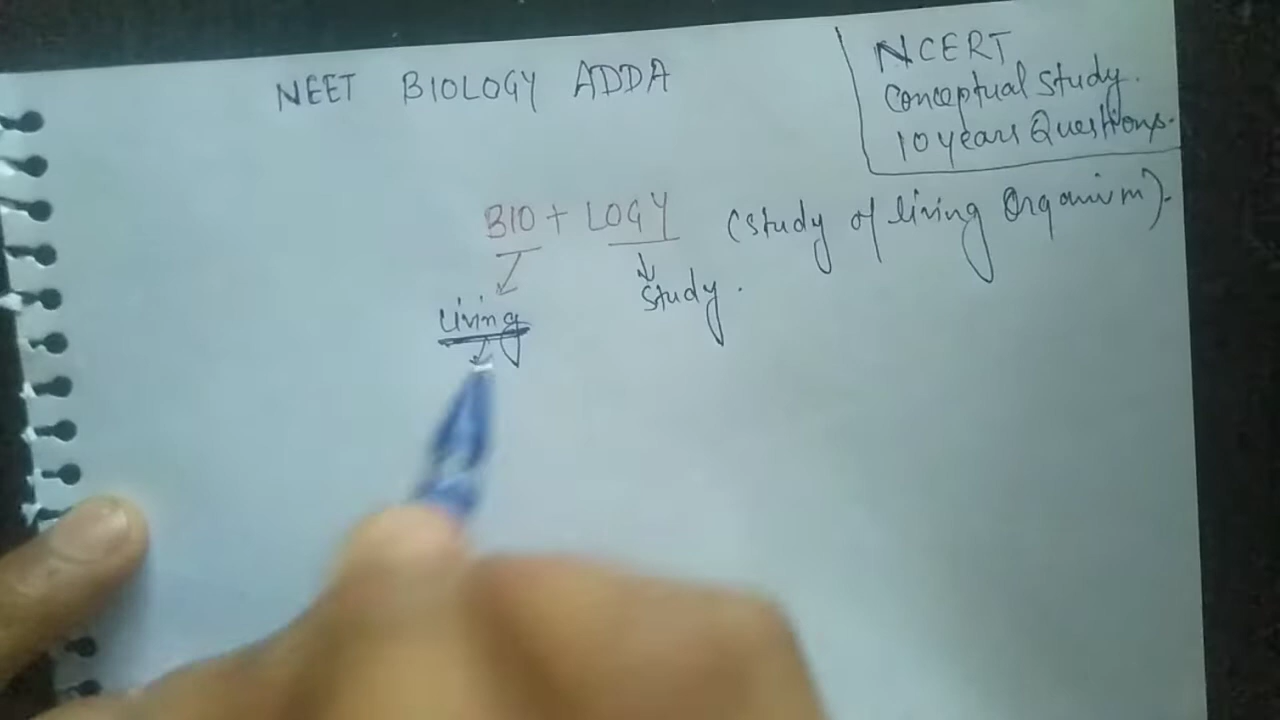 NEET BIOLOGY ADDA
NCERT
Conceptual Study.
10 years Questions.
BIO + LOGY (Study of living Organism).
Living
Study.